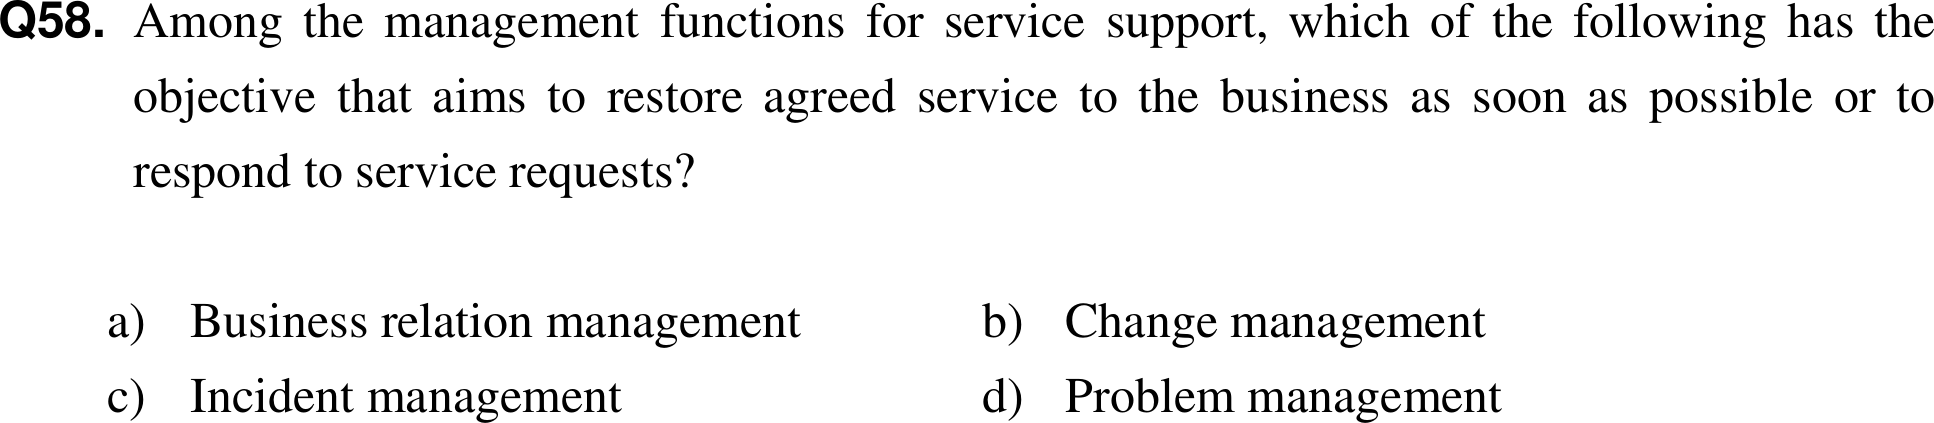 Q58. Among the management functions for service support, which of the following has the
objective that aims to restore agreed service to the business as soon as possible or to
respond to service requests?
a) Business relation management b) Change management
c) Incident management d) Problem management